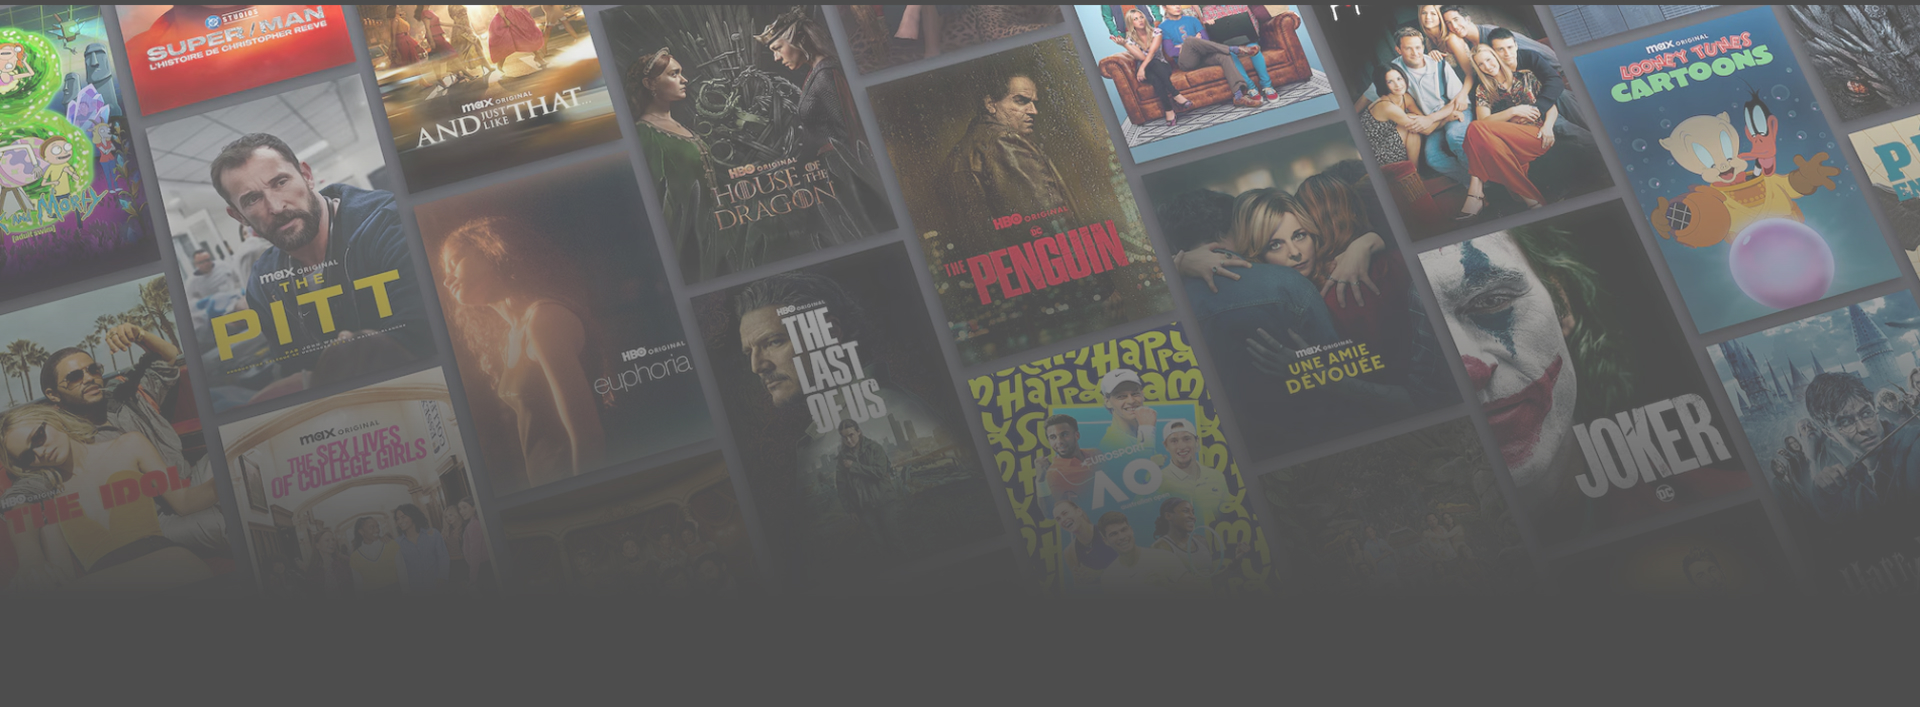 STUDIOS
SUPER/MAN
L'HISTOIRE DE CHRISTOPHER REEVE
AND MORTY
[adult swim]
max ORIGINAL
THE
PITT
max ORIGINAL
AND JUST LIKE THAT...
HBO ORIGINAL
HOUSE OF THE
DRAGON
HBO ORIGINAL
DC
THE PENGUIN
max ORIGINAL
LOONEY TUNES
CARTOONS
HBO ORIGINAL
THE IDOL
max ORIGINAL
THE SEX LIVES
OF COLLEGE GIRLS
HBO ORIGINAL
euphoria
HBO ORIGINAL
THE
LAST
OF US
HAPPY
EUROSPORT
AO
max ORIGINAL
UNE AMIE
DÉVOUÉE
JOKER
DC